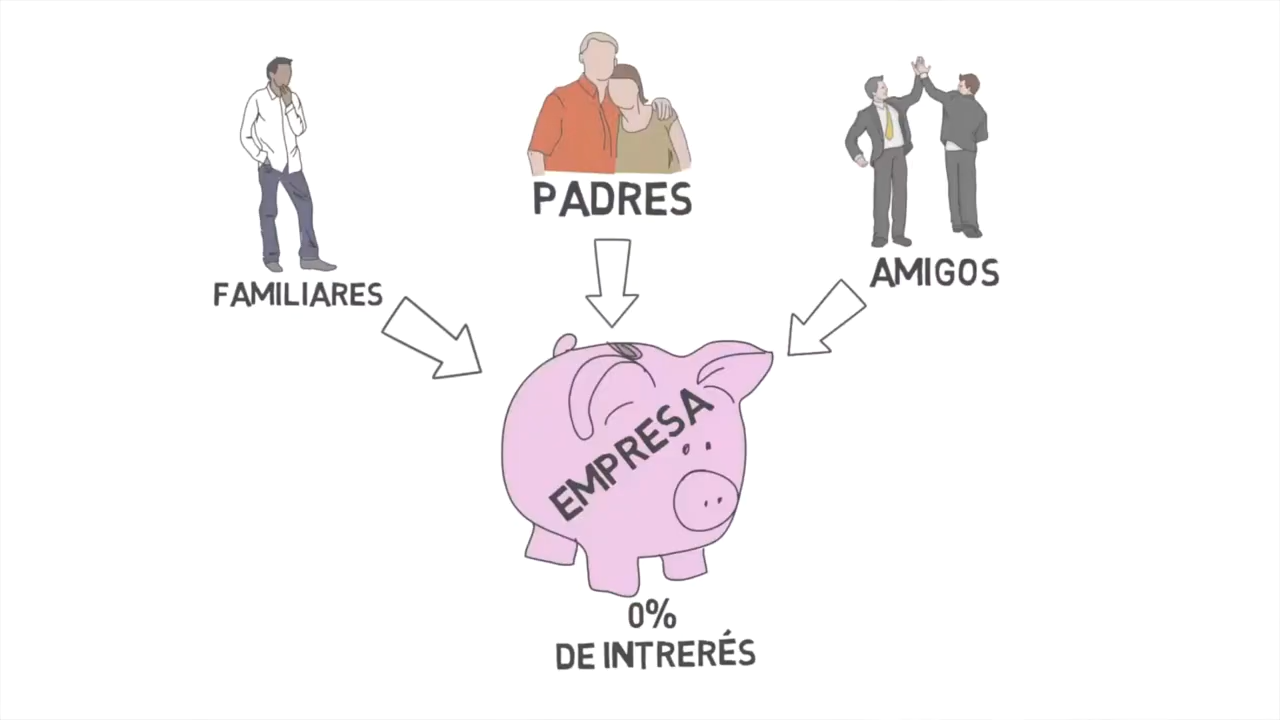 PADRES
FAMILIARES
AMIGOS
EMPRESA
0%
DE INTRERÉS